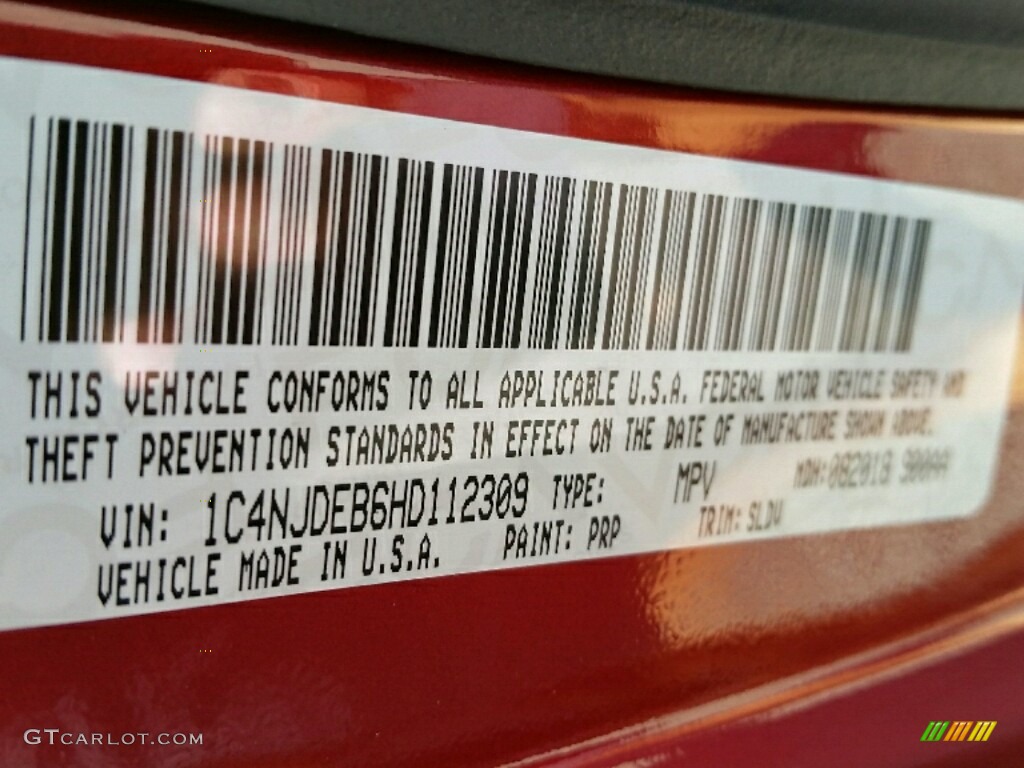 THIS VEHICLE CONFORMS TO ALL APPLICABLE U.S.A. FEDERAL MOTOR VEHICLE SAFETY AND
THEFT PREVENTION STANDARDS IN EFFECT ON THE DATE OF MANUFACTURE SHOWN ABOVE.
VIN: 1C4NJDEB6HD112309 TYPE: MPV MDH:
VEHICLE MADE IN U.S.A. PAINT: PRP TRIM: SLDV
GTCARLOT.COM